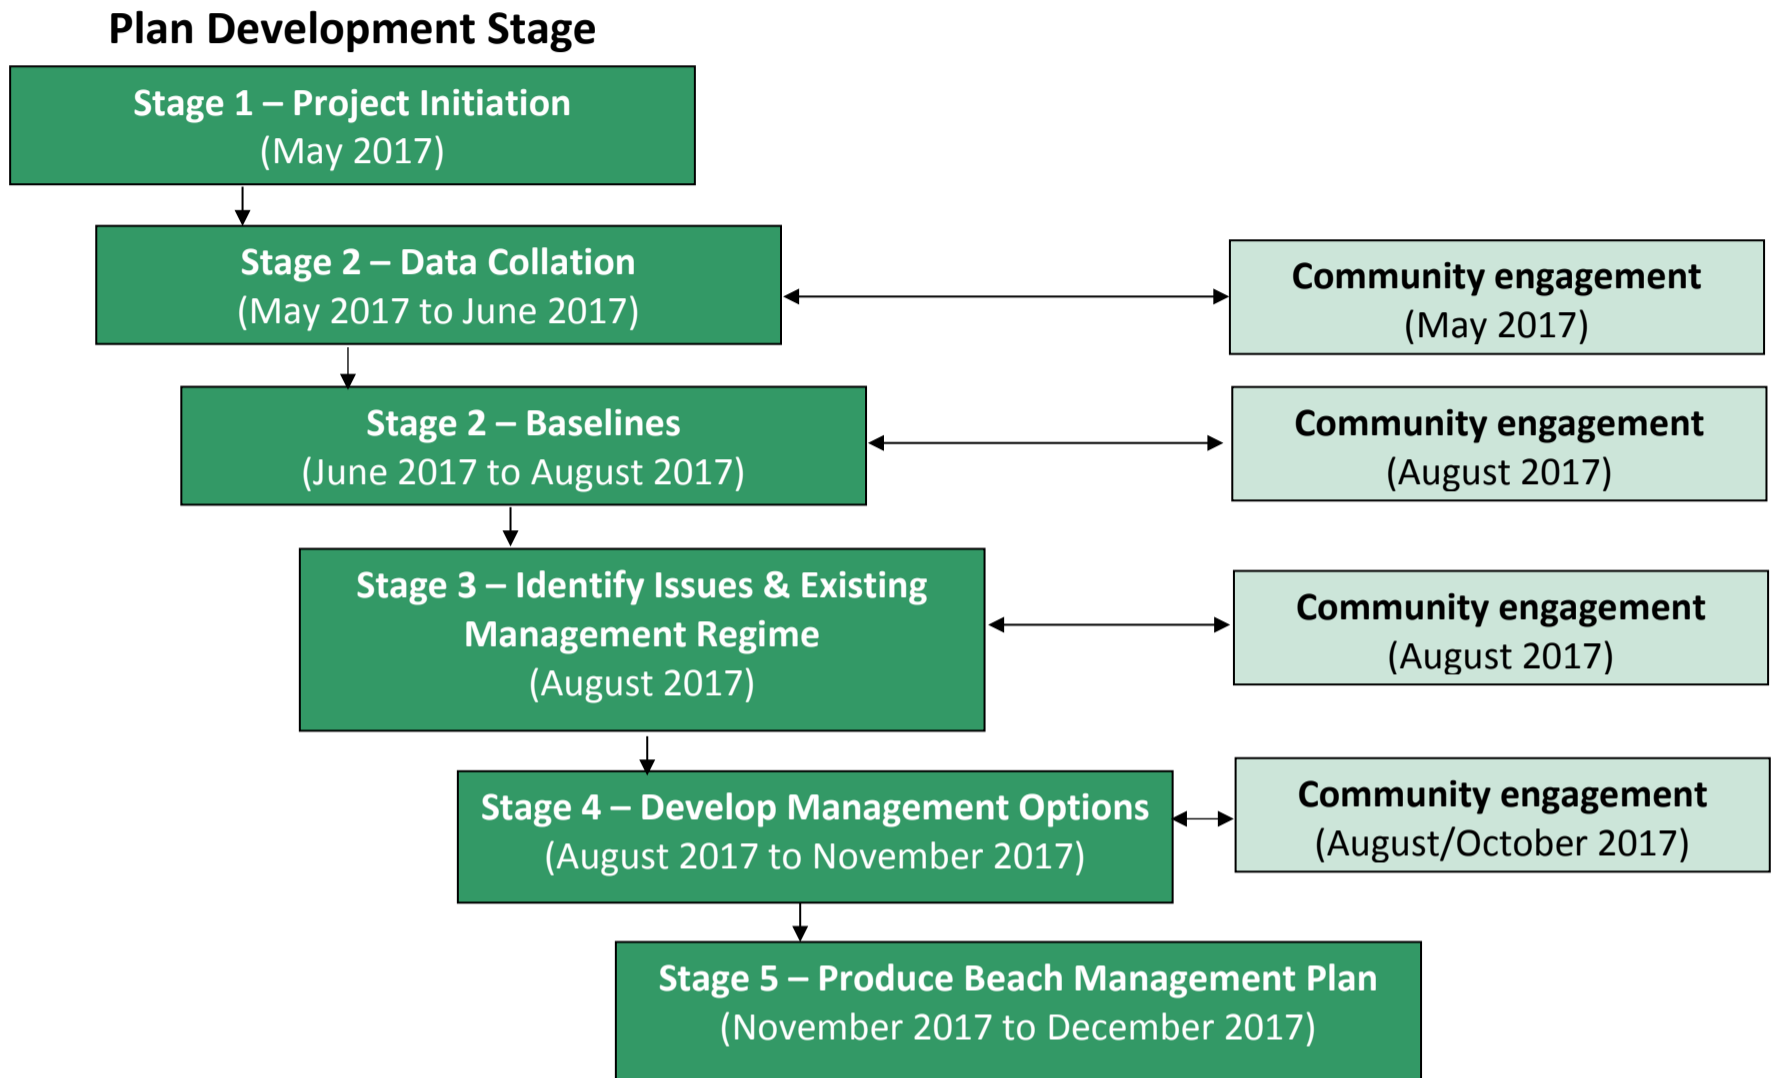 Plan Development Stage
Stage 1 – Project Initiation
(May 2017)
Stage 2 – Data Collation
(May 2017 to June 2017)
Community engagement
(May 2017)
Stage 2 – Baselines
(June 2017 to August 2017)
Community engagement
(August 2017)
Stage 3 – Identify Issues & Existing
Management Regime
(August 2017)
Community engagement
(August 2017)
Stage 4 – Develop Management Options
(August 2017 to November 2017)
Community engagement
(August/October 2017)
Stage 5 – Produce Beach Management Plan
(November 2017 to December 2017)